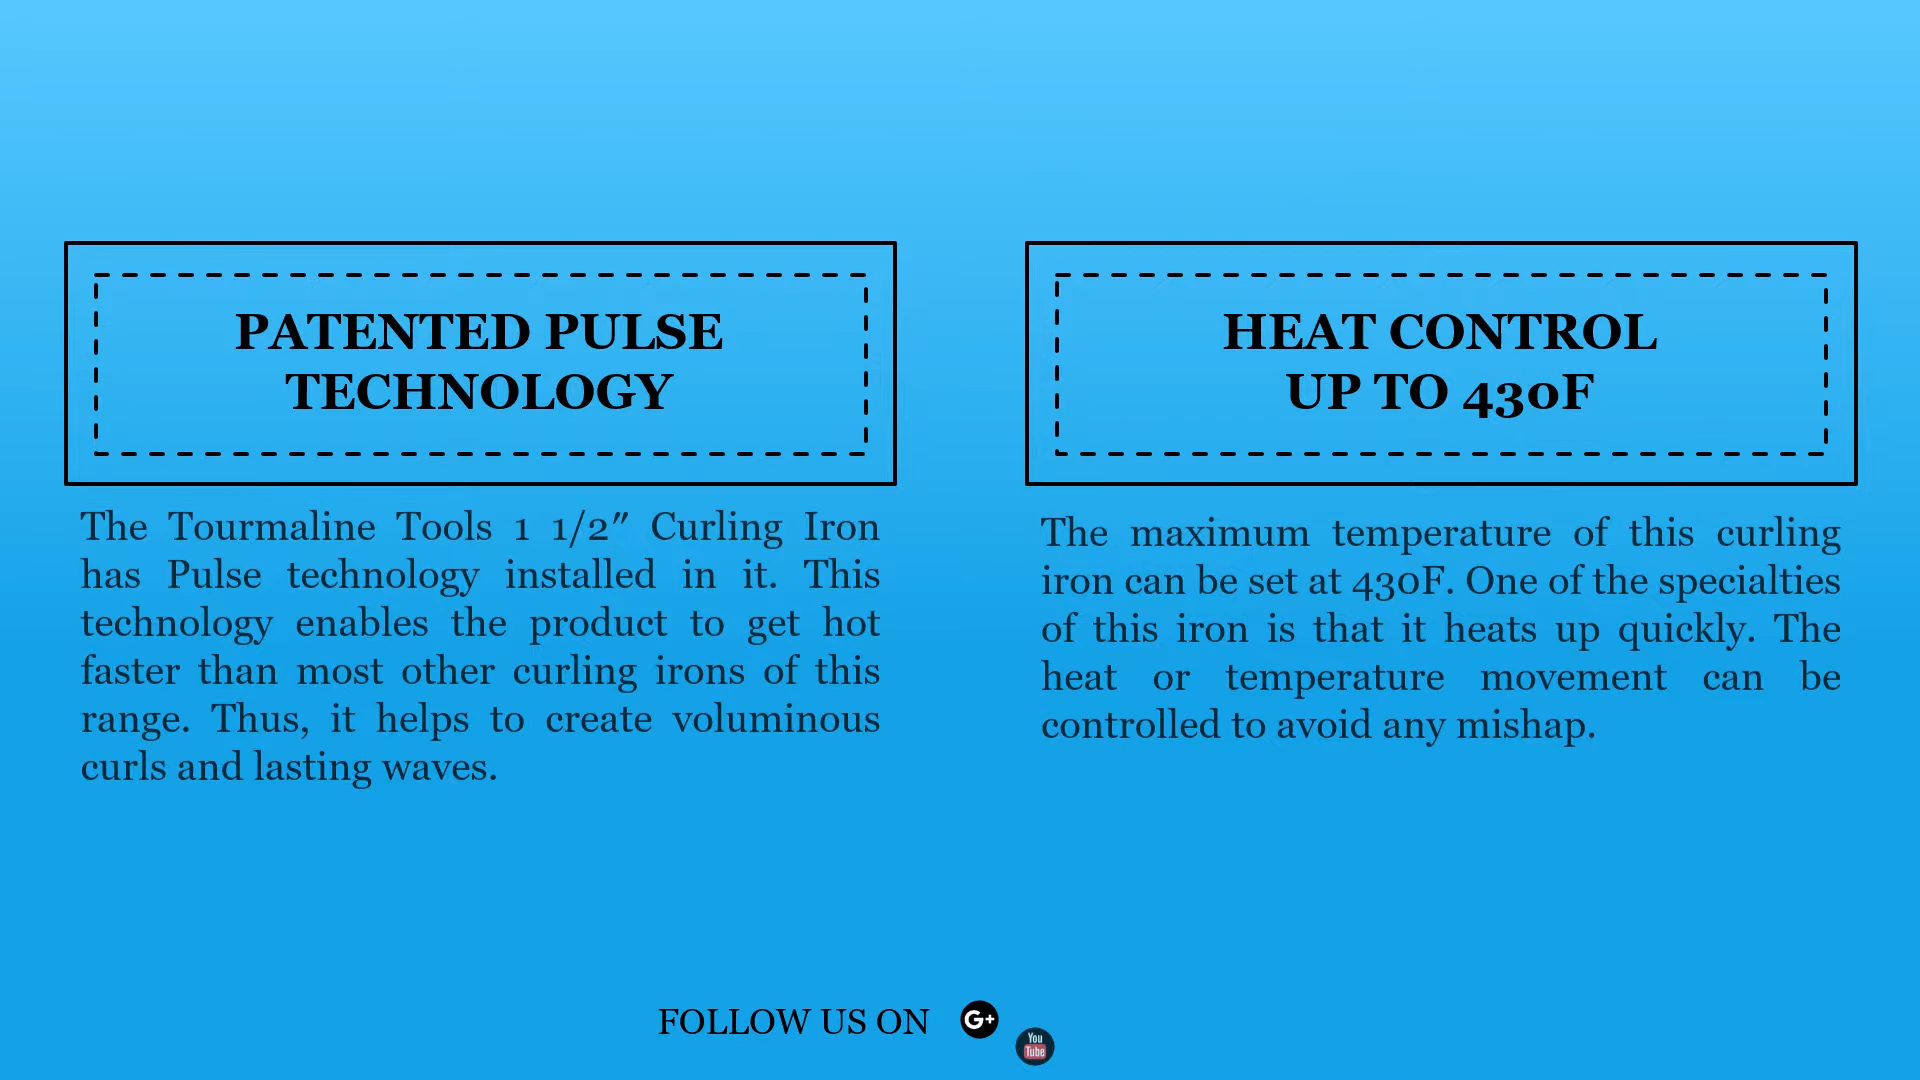 PATENTED PULSE
TECHNOLOGY
The Tourmaline Tools 1 1/2″ Curling Iron
has Pulse technology installed in it. This
technology enables the product to get hot
faster than most other curling irons of this
range. Thus, it helps to create voluminous
curls and lasting waves.
HEAT CONTROL
UP TO 430F
The maximum temperature of this curling
iron can be set at 430F. One of the specialties
of this iron is that it heats up quickly. The
heat or temperature movement can be
controlled to avoid any mishap.
FOLLOW US ON
G+
You
Tube